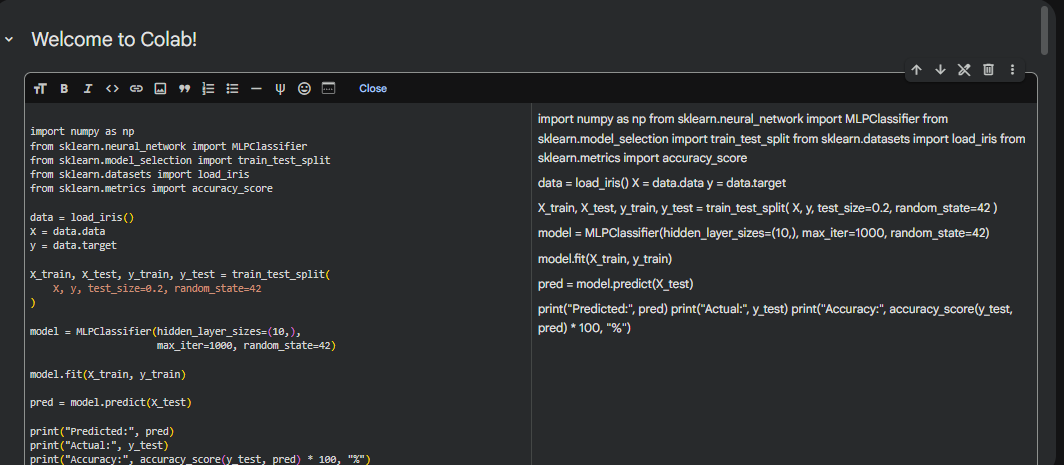 Welcome to Colab!
Close
import numpy as np
from sklearn.neural_network import MLPClassifier
from sklearn.model_selection import train_test_split
from sklearn.datasets import load_iris
from sklearn.metrics import accuracy_score
data = load_iris()
X = data.data
y = data.target
X_train, X_test, y_train, y_test = train_test_split(
    X, y, test_size=0.2, random_state=42
)
model = MLPClassifier(hidden_layer_sizes=(10,),
                      max_iter=1000, random_state=42)
model.fit(X_train, y_train)
pred = model.predict(X_test)
print("Predicted:", pred)
print("Actual:", y_test)
print("Accuracy:", accuracy_score(y_test, pred) * 100, "%")
import numpy as np from sklearn.neural_network import MLPClassifier from
sklearn.model_selection import train_test_split from sklearn.datasets import load_iris from
sklearn.metrics import accuracy_score
data = load_iris() X = data.data y = data.target
X_train, X_test, y_train, y_test = train_test_split( X, y, test_size=0.2, random_state=42 )
model = MLPClassifier(hidden_layer_sizes=(10,), max_iter=1000, random_state=42)
model.fit(X_train, y_train)
pred = model.predict(X_test)
print("Predicted:", pred) print("Actual:", y_test) print("Accuracy:", accuracy_score(y_test,
pred) * 100, "%")